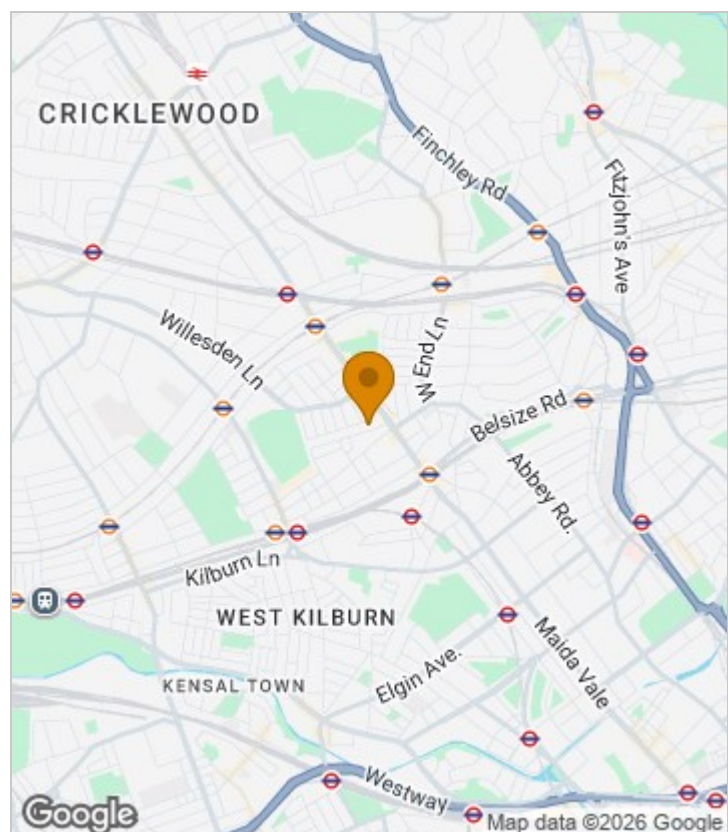 CRICKLEWOOD
Finchley Rd
Fitzjohn's Ave
Willesden Ln
W End Ln
Belsize Rd
Abbey Rd.
Kilburn Ln
WEST KILBURN
Maida Vale
KENSAL TOWN
Elgin Ave.
Westway
Google
Map data ©2026 Google